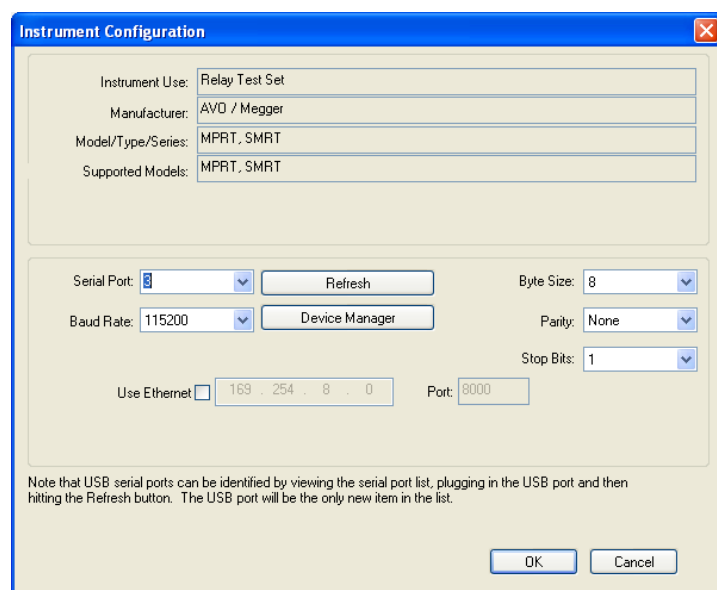 Instrument Configuration
Instrument Use: Relay Test Set
Manufacturer: AVO / Megger
Model/Type/Series: MPRT, SMRT
Supported Models: MPRT, SMRT
Serial Port: 3 Refresh Byte Size: 8
Baud Rate: 115200 Device Manager Parity: None
Stop Bits: 1
Use Ethernet 169 . 254 . 8 . 0 Port: 8000
Note that USB serial ports can be identified by viewing the serial port list, plugging in the USB port and then
hitting the Refresh button.  The USB port will be the only new item in the list.
OK Cancel